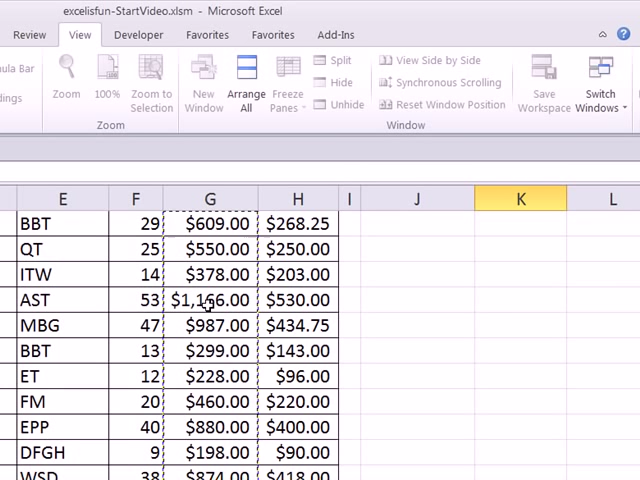 excelisfun-StartVideo.xlsm - Microsoft Excel
Review View Developer Favorites Favorites Add-Ins
Zoom 100% Zoom to Selection New Window Arrange All Freeze Panes Split Hide Unhide View Side by Side Synchronous Scrolling Reset Window Position Save Workspace Switch Windows
Zoom Window
E F G H I J K L
BBT 29 $609.00 $268.25
QT 25 $550.00 $250.00
ITW 14 $378.00 $203.00
AST 53 $1,166.00 $530.00
MBG 47 $987.00 $434.75
BBT 13 $299.00 $143.00
ET 12 $228.00 $96.00
FM 20 $460.00 $220.00
EPP 40 $880.00 $400.00
DFGH 9 $198.00 $90.00
WSD 38 $874.00 $418.00